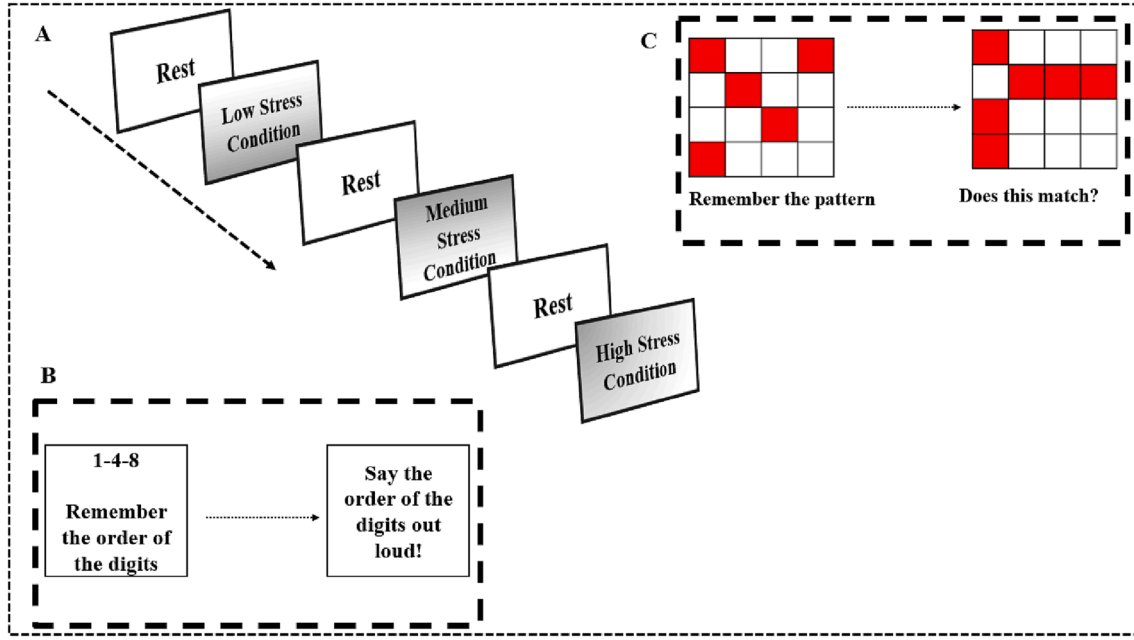 A
Rest
Low Stress
Condition
Rest
Medium
Stress
Condition
Rest
High Stress
Condition
B
1-4-8
Remember
the order of
the digits
Say the
order of the
digits out
loud!
C
Remember the pattern
Does this match?